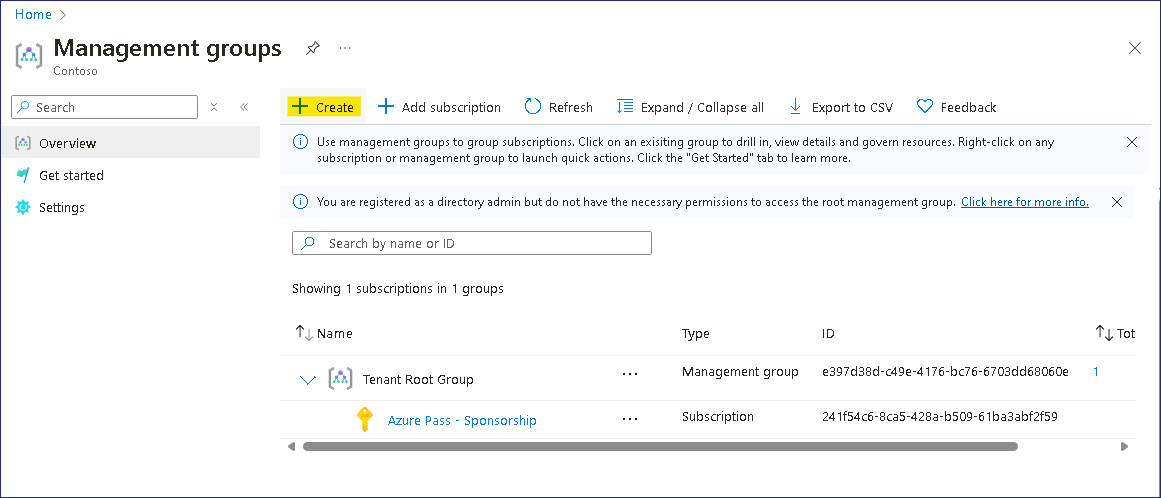 Home
Management groups
Contoso
Search
Overview
Get started
Settings
Create
Add subscription
Refresh
Expand / Collapse all
Export to CSV
Feedback
Use management groups to group subscriptions. Click on an exisiting group to drill in, view details and govern resources. Right-click on any
subscription or management group to launch quick actions. Click the "Get Started" tab to learn more.
You are registered as a directory admin but do not have the necessary permissions to access the root management group. Click here for more info.
Search by name or ID
Showing 1 subscriptions in 1 groups
Name Type ID Tot
Tenant Root Group Management group e397d38d-c49e-4176-bc76-6703dd68060e 1
Azure Pass - Sponsorship Subscription 241f54c6-8ca5-428a-b509-61ba3abf2f59